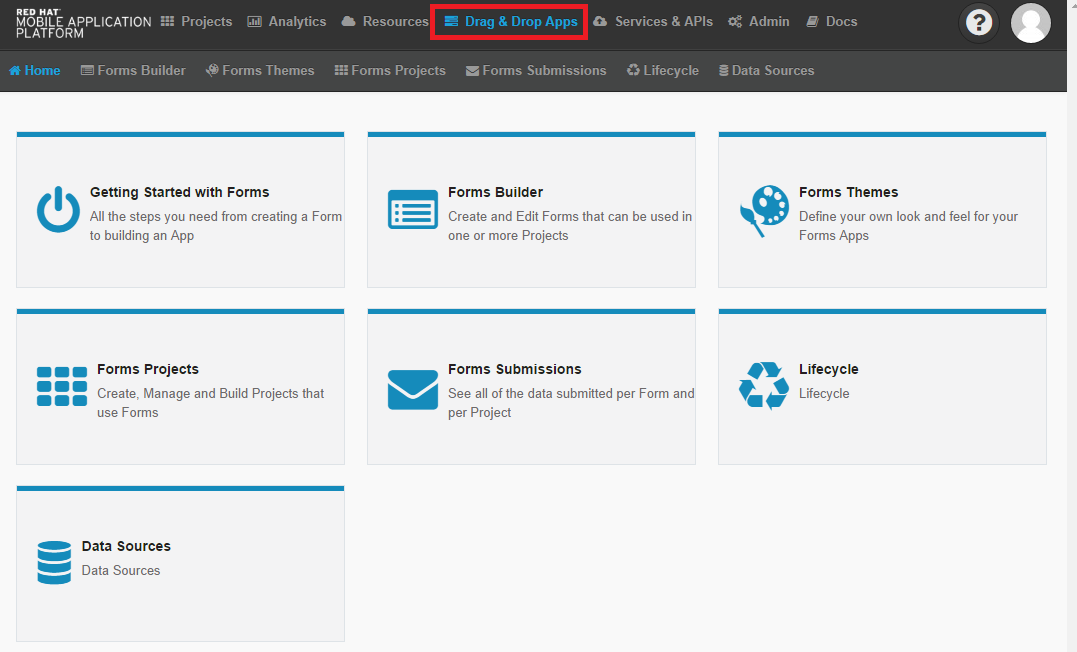 RED HAT
MOBILE APPLICATION
PLATFORM
Projects
Analytics
Resources
Drag & Drop Apps
Services & APIs
Admin
Docs
?
Home
Forms Builder
Forms Themes
Forms Projects
Forms Submissions
Lifecycle
Data Sources
Getting Started with Forms
All the steps you need from creating a Form
to building an App
Forms Builder
Create and Edit Forms that can be used in
one or more Projects
Forms Themes
Define your own look and feel for your
Forms Apps
Forms Projects
Create, Manage and Build Projects that
use Forms
Forms Submissions
See all of the data submitted per Form and
per Project
Lifecycle
Lifecycle
Data Sources
Data Sources